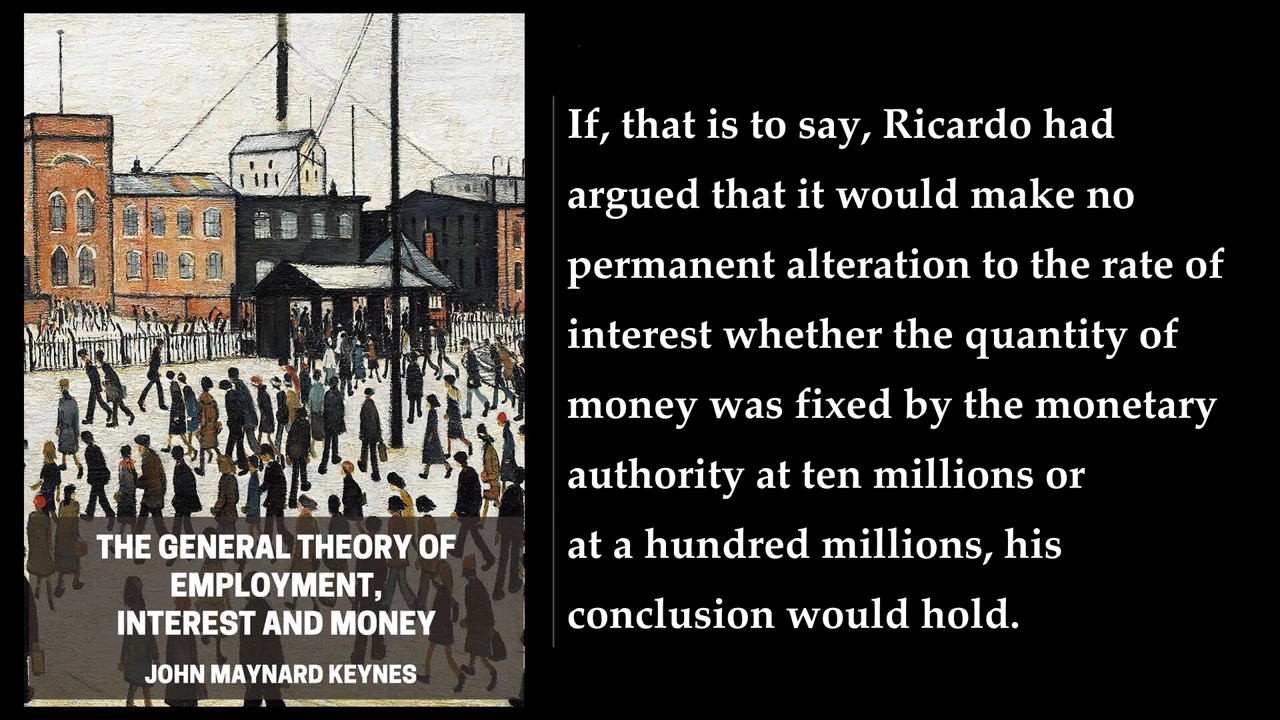 THE GENERAL THEORY OF
EMPLOYMENT,
INTEREST AND MONEY
JOHN MAYNARD KEYNES
If, that is to say, Ricardo had
argued that it would make no
permanent alteration to the rate of
interest whether the quantity of
money was fixed by the monetary
authority at ten millions or
at a hundred millions, his
conclusion would hold.